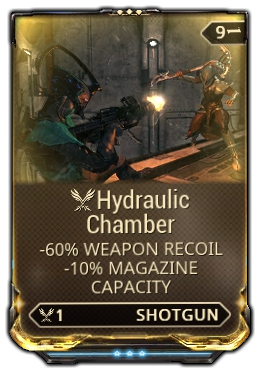 9
Hydraulic
Chamber
-60% WEAPON RECOIL
-10% MAGAZINE
CAPACITY
1 SHOTGUN